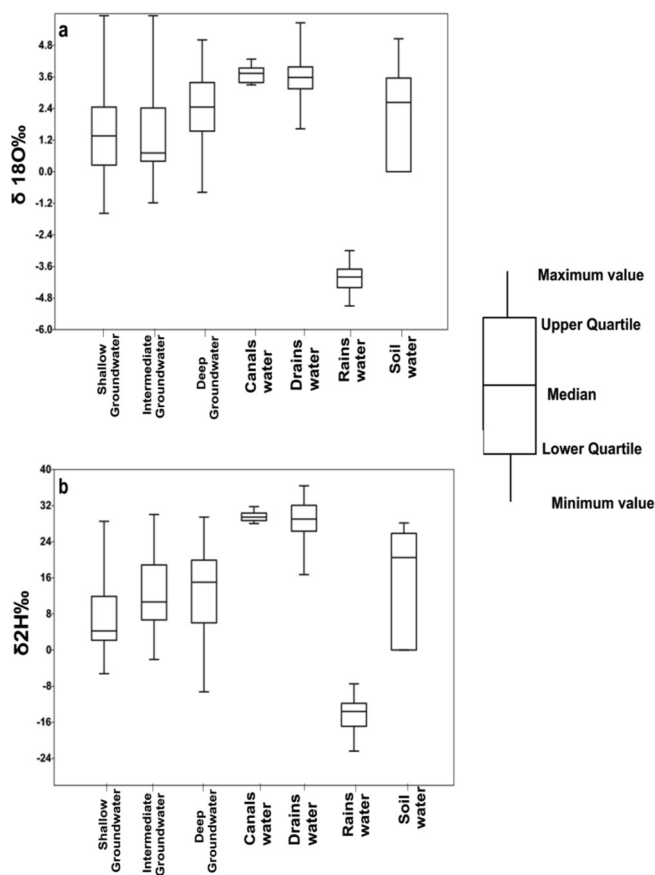 a
4.8
3.6
2.4
1.2
0.0
-1.2
-2.4
-3.6
-4.8
-6.0
δ 18O‰
Shallow
Groundwater
Intermediate
Groundwater
Deep
Groundwater
Canals
water
Drains
water
Rains
water
Soil
water
Maximum value
Upper Quartile
Median
Lower Quartile
Minimum value
b
40
32
24
16
8
0
-8
-16
-24
δ2H‰
Shallow
Groundwater
Intermediate
Groundwater
Deep
Groundwater
Canals
water
Drains
water
Rains
water
Soil
water